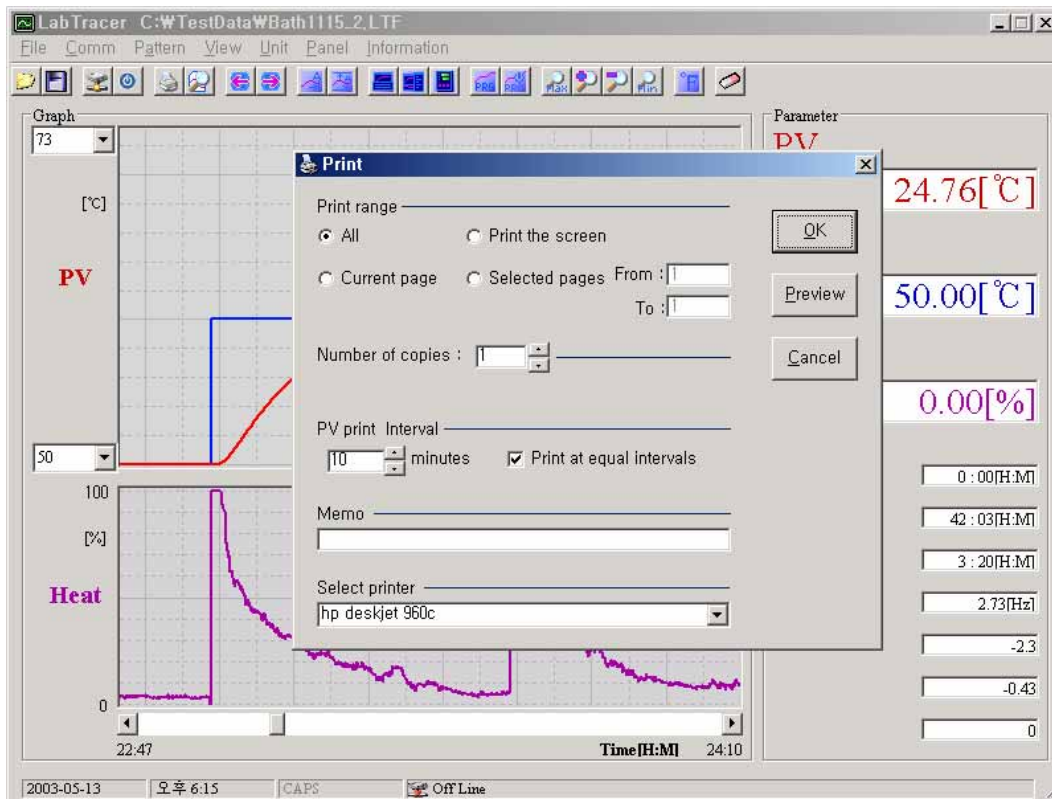 LabTracer C:\TestData\Bath1115_2.LTF
File Comm Pattern View Unit Panel Information
PRG
Max
Min
Graph
73
[℃]
PV
50
100
[%]
Heat
0
22:47
Time[H:M]
24:10
Print
Print range
All
Print the screen
Current page
Selected pages
From :
1
To :
1
Number of copies :
1
PV print Interval
10
minutes
Print at equal intervals
Memo
Select printer
hp deskjet 960c
OK
Preview
Cancel
Parameter
PV
24.76[℃]
50.00[℃]
0.00[%]
0 : 00[H:M]
42 : 03[H:M]
3 : 20[H:M]
2.73[Hz]
-2.3
-0.43
0
2003-05-13
오후 6:15
CAPS
Off Line